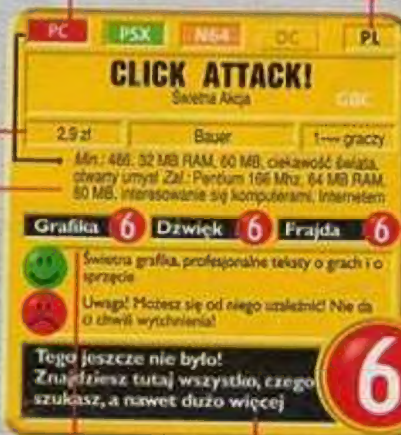 PC PSX N64 DC PL
CLICK ATTACK!
Świetna Akcja GBC
2,9 zł Bauer graczy
Min.: 486, 32 MB RAM, 60 MB, ciekawość świata,
otwarty umysł Zal.: Pentium 166 Mhz, 64 MB RAM,
80 MB, interesowanie się komputerami, Internetem
Grafika 6 Dźwięk 6 Frajda 6
Świetna grafika, profesjonalne teksty o grach i o
sprzęcie
Uwaga! Możesz się od niego uzależnić! Nie da
ci chwili wytchnienia!
Tego jeszcze nie było!
Znajdziesz tutaj wszystko, czego
szukasz, a nawet dużo więcej
6